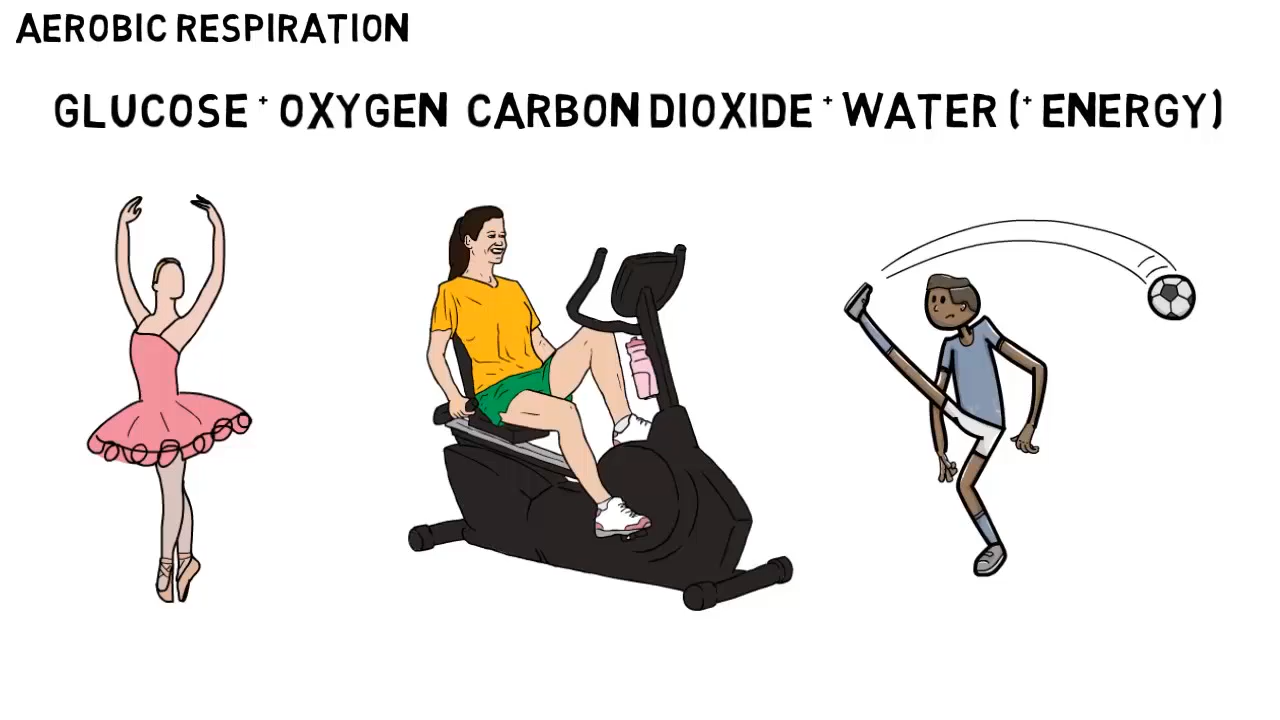 AEROBIC RESPIRATION
GLUCOSE + OXYGEN CARBON DIOXIDE + WATER (+ ENERGY)